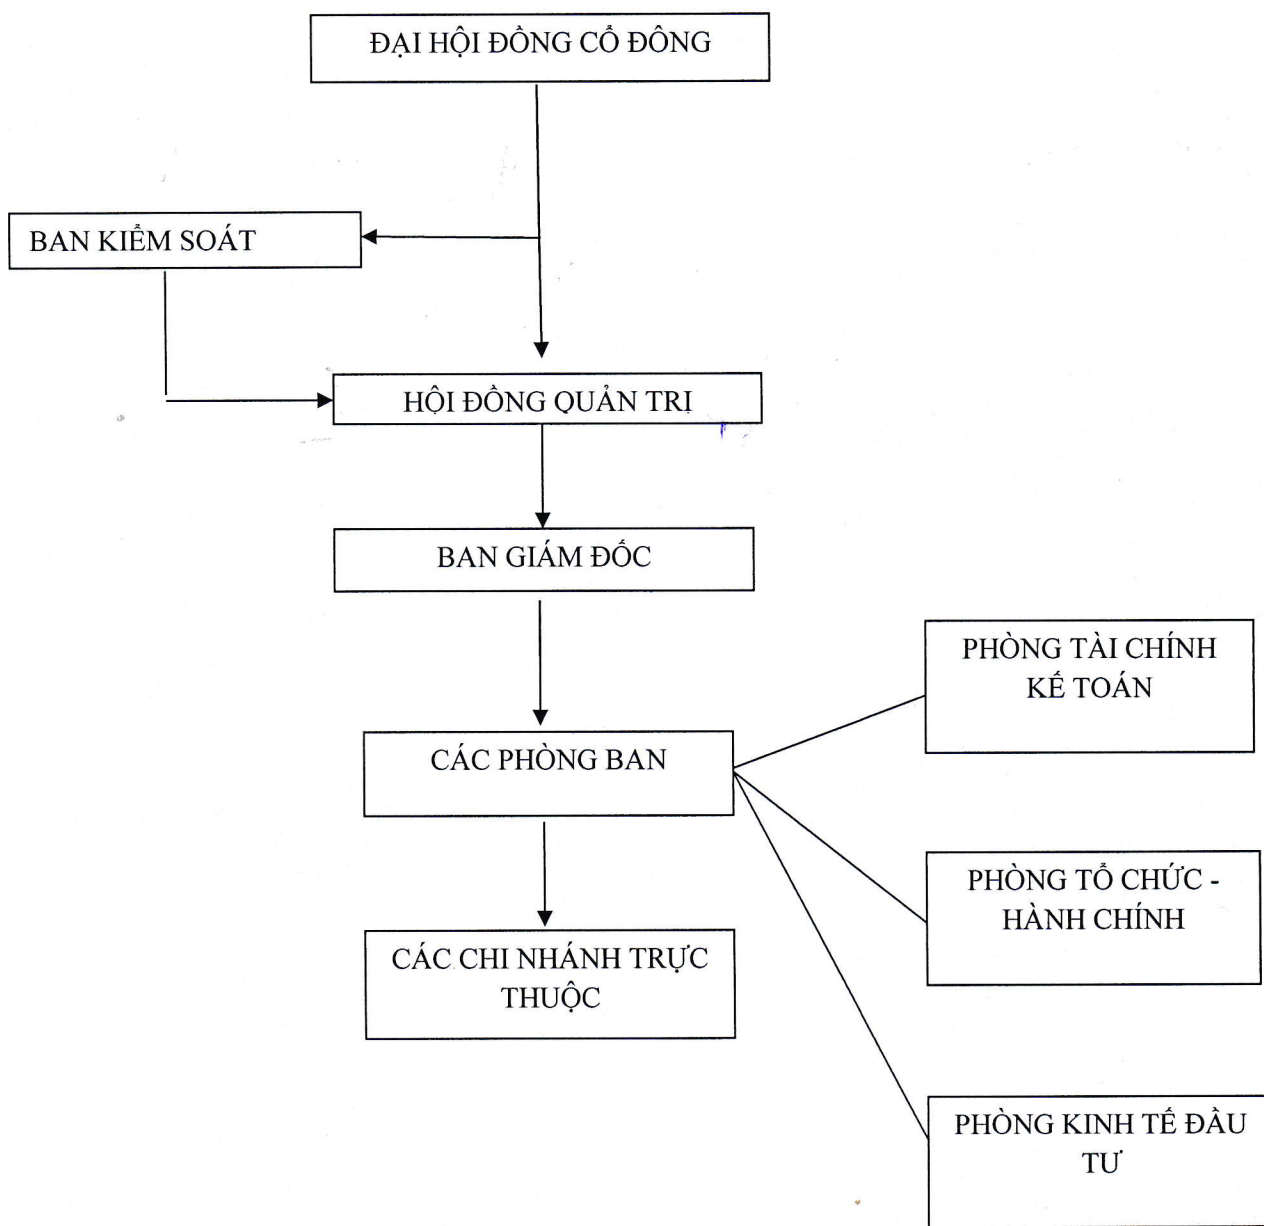 ĐẠI HỘI ĐỒNG CỔ ĐÔNG
BAN KIỂM SOÁT
HỘI ĐỒNG QUẢN TRỊ
BAN GIÁM ĐỐC
PHÒNG TÀI CHÍNH
KẾ TOÁN
CÁC PHÒNG BAN
PHÒNG TỔ CHỨC -
HÀNH CHÍNH
CÁC CHI NHÁNH TRỰC
THUỘC
PHÒNG KINH TẾ ĐẦU
TƯ